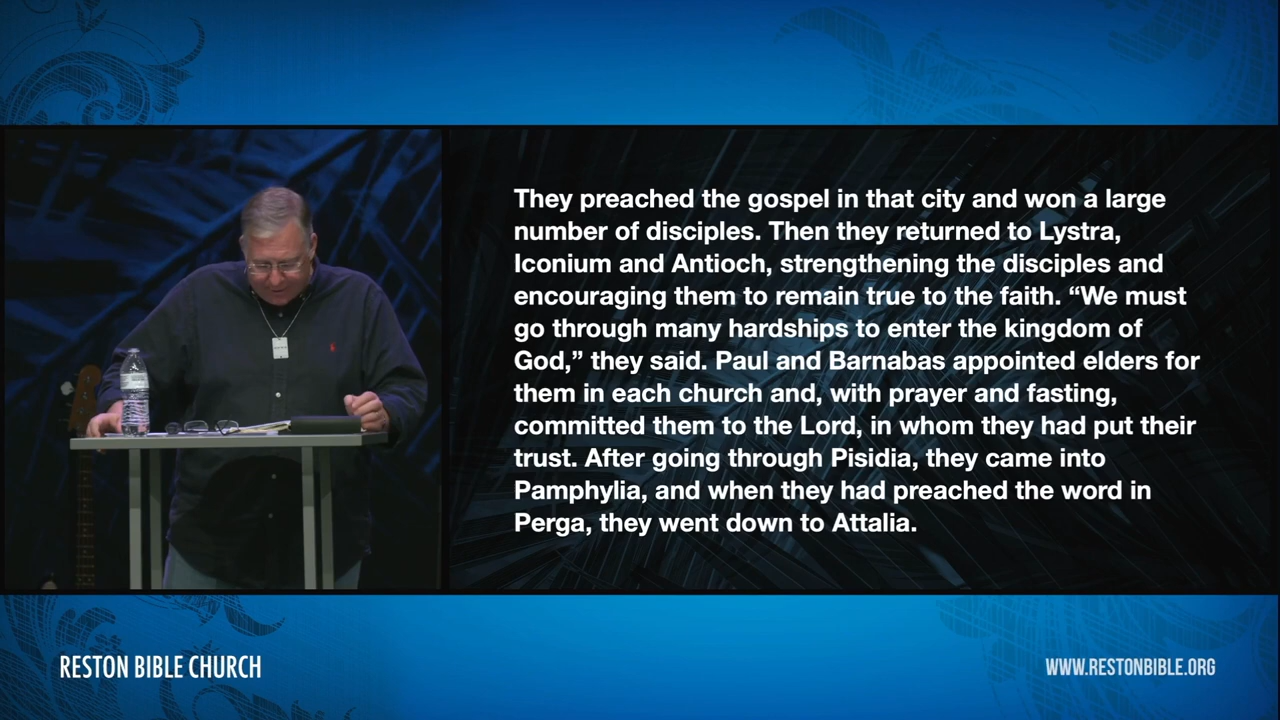 They preached the gospel in that city and won a large
number of disciples. Then they returned to Lystra,
Iconium and Antioch, strengthening the disciples and
encouraging them to remain true to the faith. “We must
go through many hardships to enter the kingdom of
God,” they said. Paul and Barnabas appointed elders for
them in each church and, with prayer and fasting,
committed them to the Lord, in whom they had put their
trust. After going through Pisidia, they came into
Pamphylia, and when they had preached the word in
Perga, they went down to Attalia.
RESTON BIBLE CHURCH
WWW.RESTONBIBLE.ORG